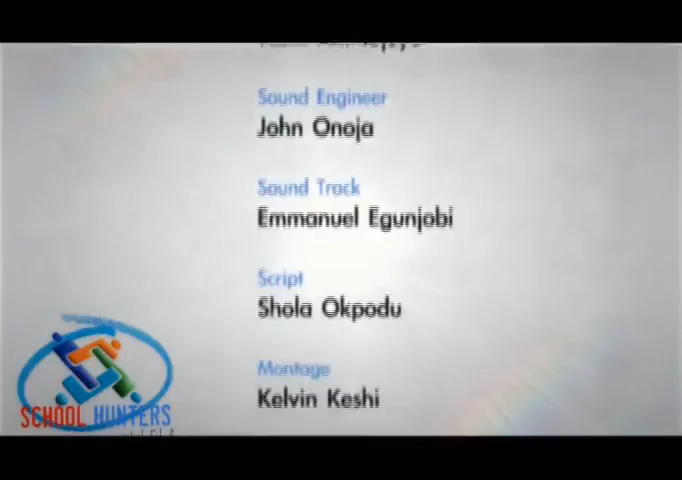 Sound Engineer
John Onoja
Sound Track
Emmanuel Egunjobi
Script
Shola Okpodu
Montage
Kelvin Keshi
SCHOOL HUNTERS